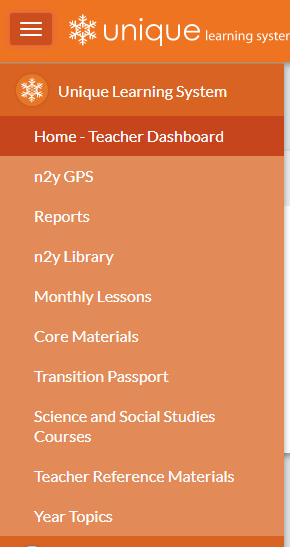 unique learning system
Unique Learning System
Home - Teacher Dashboard
n2y GPS
Reports
n2y Library
Monthly Lessons
Core Materials
Transition Passport
Science and Social Studies
Courses
Teacher Reference Materials
Year Topics